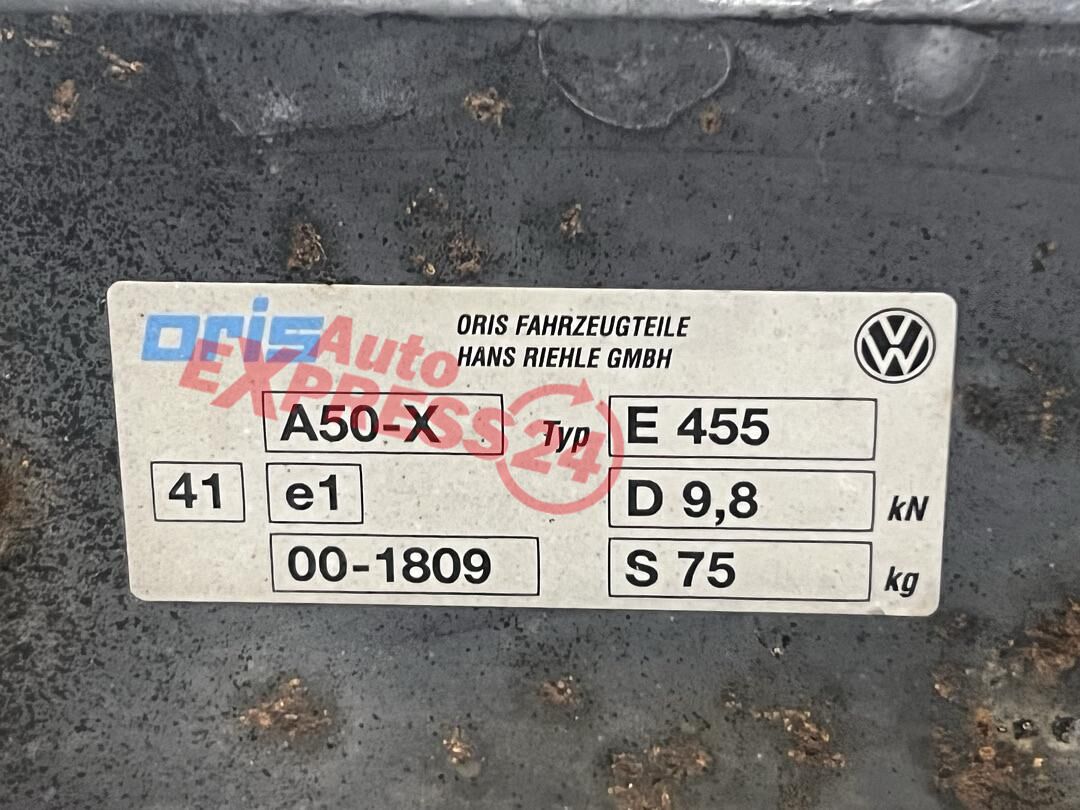 oris
ORIS FAHRZEUGTEILE
HANS RIEHLE GMBH
Auto
EXPRESS
24
A50-X Typ E 455
41 e1 D 9,8 kN
00-1809 S 75 kg